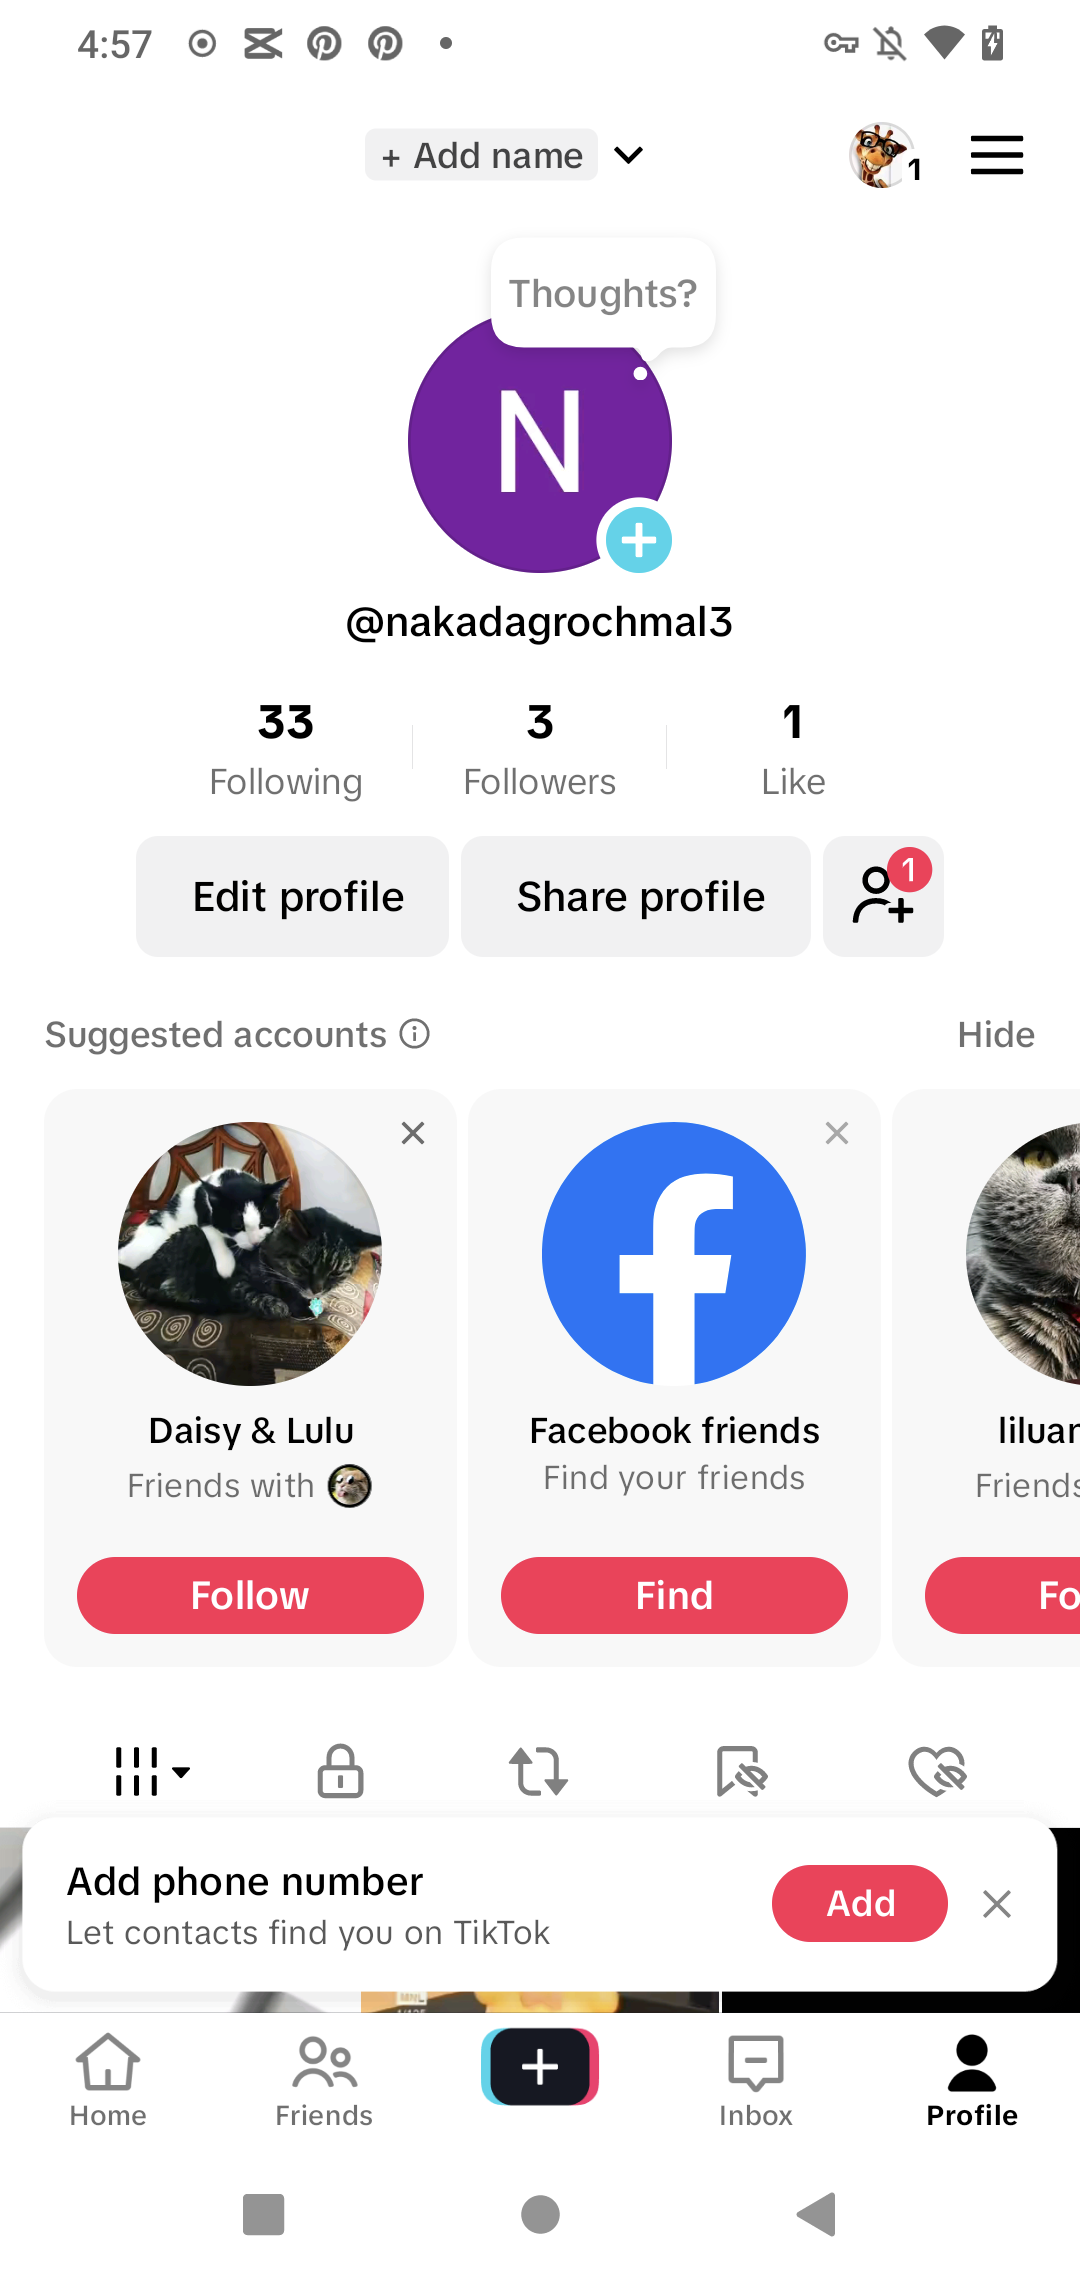 4:57
+ Add name
1
Thoughts?
N
@nakadagrochmal3
33 3 1
Following Followers Like
Edit profile Share profile 1
Suggested accounts Hide
Daisy & Lulu Facebook friends liluan
Friends with Find your friends Friends
Follow Find Fo
Add phone number
Let contacts find you on TikTok
Add
MNL
Home Friends Inbox Profile